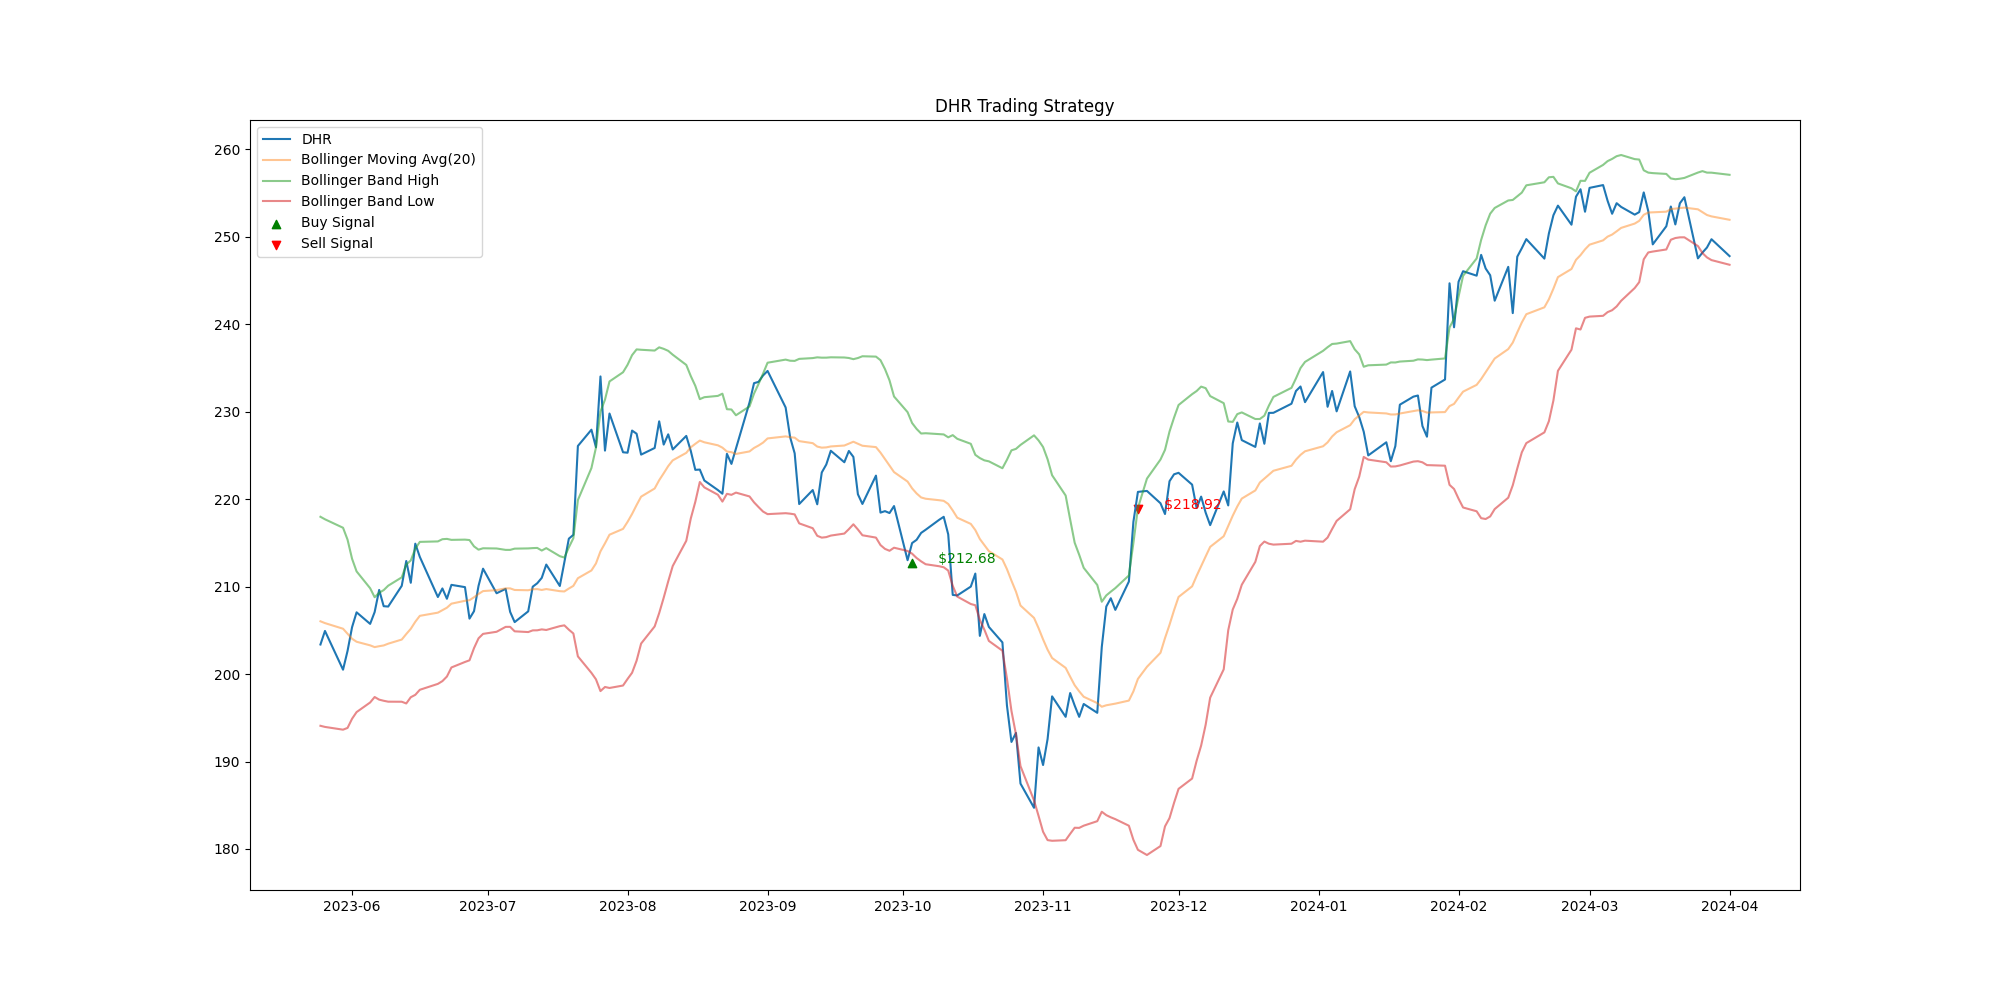 DHR Trading Strategy
DHR
Bollinger Moving Avg(20)
Bollinger Band High
Bollinger Band Low
Buy Signal
Sell Signal
260
250
240
230
220
210
200
190
180
$218.92
$212.68
2023-06 2023-07 2023-08 2023-09 2023-10 2023-11 2023-12 2024-01 2024-02 2024-03 2024-04